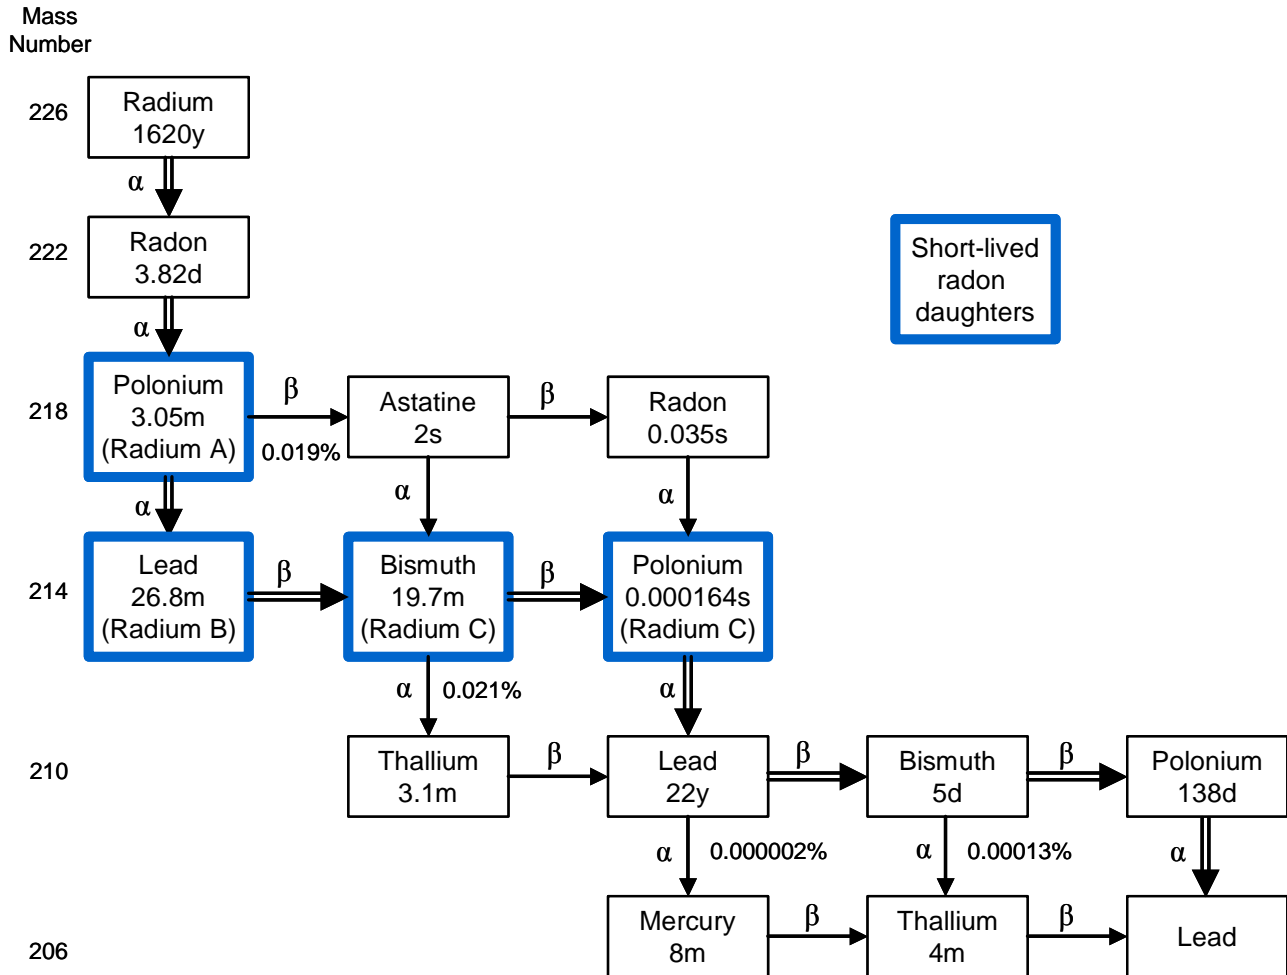 Mass
Number
226
Radium
1620y
α
222
Radon
3.82d
Short-lived
radon
daughters
α
218
Polonium
3.05m
(Radium A)
β
0.019%
Astatine
2s
β
Radon
0.035s
α
α
α
214
Lead
26.8m
(Radium B)
β
Bismuth
19.7m
(Radium C)
β
Polonium
0.000164s
(Radium C)
α
0.021%
α
210
Thallium
3.1m
β
Lead
22y
β
Bismuth
5d
β
Polonium
138d
α
0.000002%
α
0.00013%
α
206
Mercury
8m
β
Thallium
4m
β
Lead